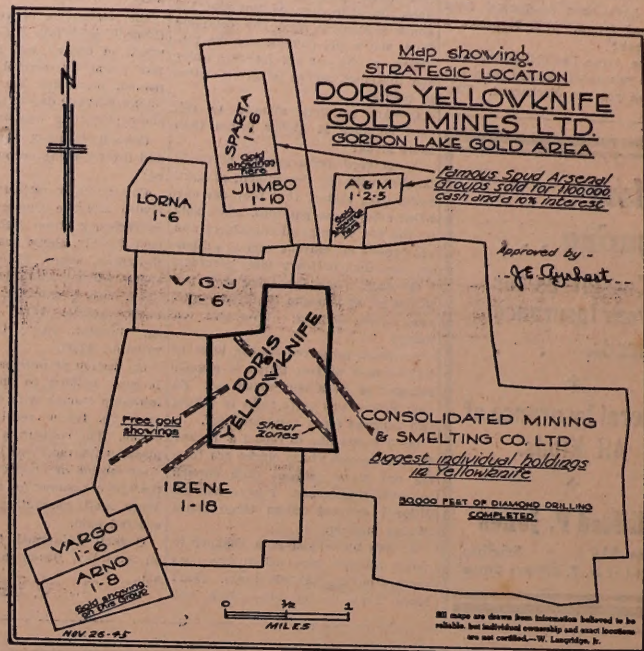 Map showing
STRATEGIC LOCATION
DORIS YELLOWKNIFE
GOLD MINES LTD.
GORDON LAKE GOLD AREA
N
SPARTA
1-6
Gold
showings
here
JUMBO
1-10
A & M
1-2-5
Gold
showings
here
Famous Spud Arsenal
Groups sold for $100,000
cash and a 10% interest
LORNA
1-6
Approved by -
V.G.J
1-6
DORIS
YELLOWKNIFE
Free gold
showings
Shear
zones
CONSOLIDATED MINING
& SMELTING CO. LTD
Biggest individual holdings
in Yellowknife
30,000 FEET OF DIAMOND DRILLING
COMPLETED
IRENE
1-18
VARGO
1-6
ARNO
1-8
Gold showing
on this Group
0 1/2 1
MILES
NOV. 26-45
All maps are drawn from information believed to be
reliable, but individual ownership and exact locations
are not certified.—W. Langridge, Jr.